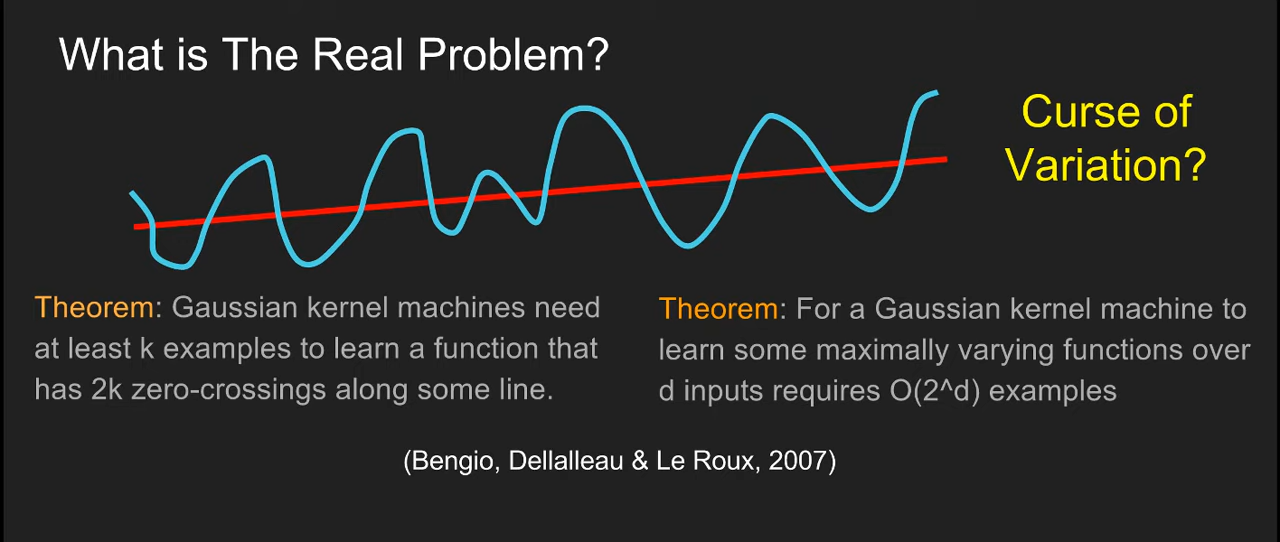 What is The Real Problem?
Curse of
Variation?
Theorem: Gaussian kernel machines need
at least k examples to learn a function that
has 2k zero-crossings along some line.
Theorem: For a Gaussian kernel machine to
learn some maximally varying functions over
d inputs requires O(2^d) examples
(Bengio, Dellalleau & Le Roux, 2007)